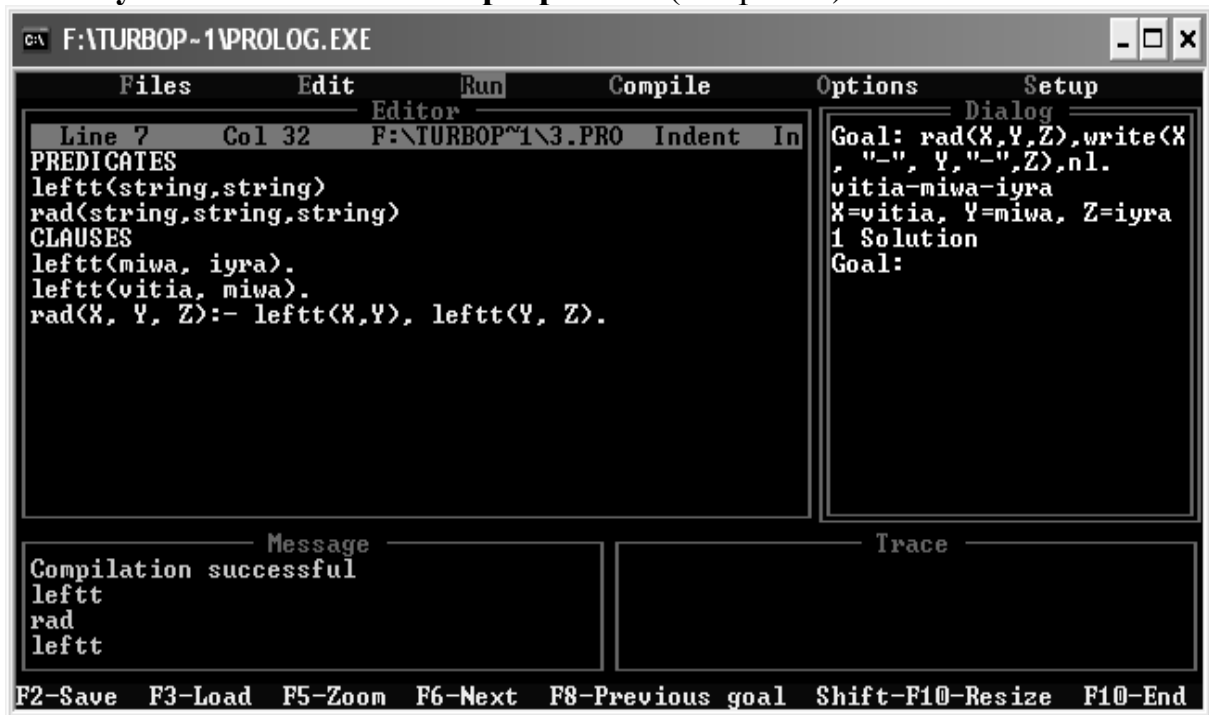 F:\TURBOP~1\PROLOG.EXE
Files Edit Run Compile Options Setup
Editor
Line 7 Col 32 F:\TURBOP~1\3.PRO Indent In
PREDICATES
leftt(string,string)
rad(string,string,string)
CLAUSES
leftt(miwa, iyra).
leftt(vitia, miwa).
rad(X, Y, Z):- leftt(X,Y), leftt(Y, Z).
Dialog
Goal: rad(X,Y,Z),write(X
, "-", Y,"-",Z),nl.
vitia-miwa-iyra
X=vitia, Y=miwa, Z=iyra
1 Solution
Goal:
Message
Compilation successful
leftt
rad
leftt
Trace
F2-Save F3-Load F5-Zoom F6-Next F8-Previous goal Shift-F10-Resize F10-End